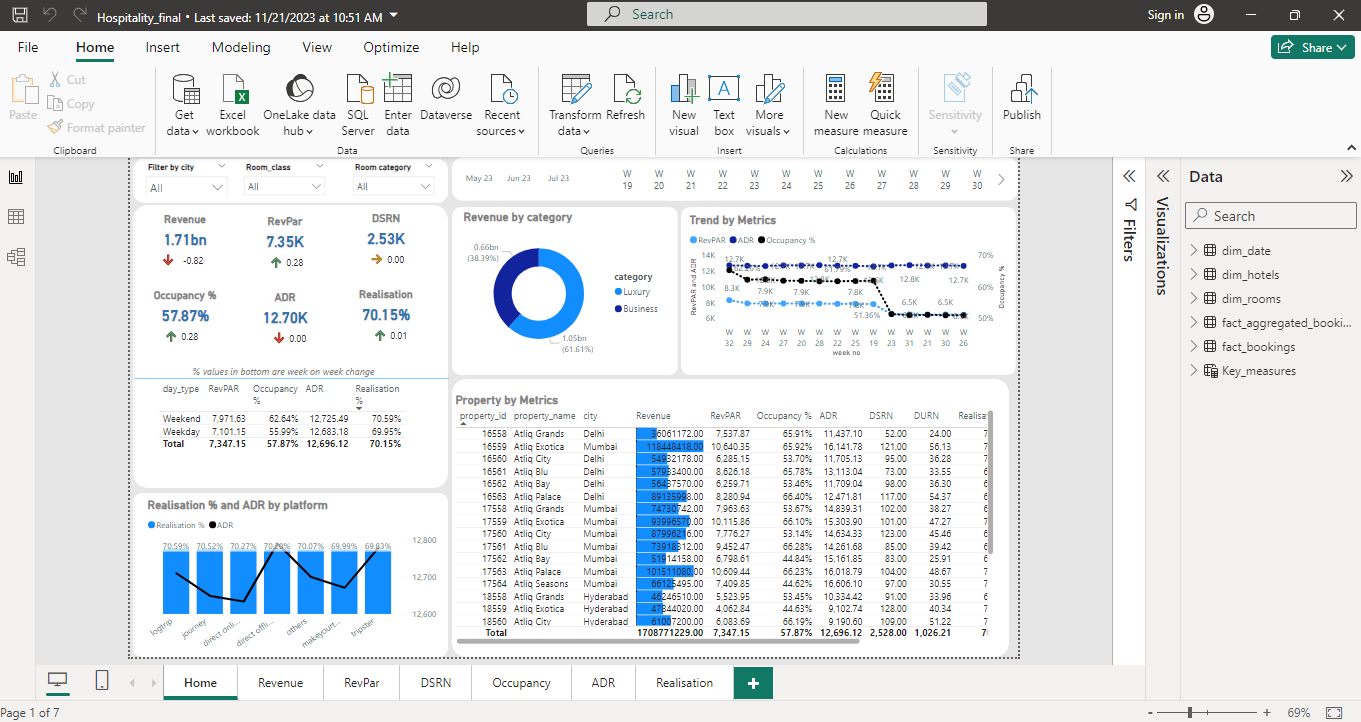 Hospitality_final • Last saved: 11/21/2023 at 10:51 AM
Search
Sign in
File Home Insert Modeling View Optimize Help
Share
Paste
Cut
Copy
Format painter
Clipboard
Get data
Excel workbook
OneLake data hub
SQL Server
Enter data
Dataverse
Recent sources
Data
Transform data
Refresh
Queries
New visual
Text box
More visuals
Insert
New measure
Quick measure
Calculations
Sensitivity
Sensitivity
Publish
Share
Filter by city
All
Room_class
All
Room category
All
May 23 Jun 23 Jul 23
W 19 W 20 W 21 W 22 W 23 W 24 W 25 W 26 W 27 W 28 W 29 W 30
Revenue
1.71bn
-0.82
RevPar
7.35K
0.28
DSRN
2.53K
0.00
Occupancy %
57.87%
0.28
ADR
12.70K
0.00
Realisation
70.15%
0.01
% values in bottom are week on week change
day_type RevPAR Occupancy % ADR Realisation %
Weekend 7,971.63 62.64% 12,725.49 70.59%
Weekday 7,101.15 55.99% 12,683.18 69.95%
Total 7,347.15 57.87% 12,696.12 70.15%
Revenue by category
0.66bn
(38.39%)
1.05bn
(61.61%)
category
Luxury
Business
Trend by Metrics
RevPAR ADR Occupancy %
RevPAR and ADR
14K
12K
10K
8K
6K
12.7K
12.7K
12.8K
12.7K
8.3K
7.9K
7.9K
7.8K
6.5K
6.5K
51.36%
70%
60%
50%
Occupancy %
W 32 W 29 W 24 W 27 W 20 W 28 W 22 W 25 W 19 W 23 W 31 W 21 W 30 W 26
week no
Realisation % and ADR by platform
Realisation % ADR
70.59% 70.52% 70.27% 70.07% 69.99% 69.83%
12,800
12,700
12,600
logtrip
journey
direct onli...
direct offli...
others
makeyourt...
tripster
Property by Metrics
property_id property_name city Revenue RevPAR Occupancy % ADR DSRN DURN Realisat
16558 Atliq Grands Delhi 36061172.00 7,537.87 65.91% 11,437.10 52.00 24.00
16559 Atliq Exotica Mumbai 118448418.00 10,640.35 65.92% 16,141.78 121.00 56.13
16560 Atliq City Delhi 54932178.00 6,285.15 53.70% 11,705.13 95.00 36.28
16561 Atliq Blu Delhi 57933400.00 8,626.18 65.78% 13,113.04 73.00 33.55
16562 Atliq Bay Delhi 56437570.00 6,259.71 53.46% 11,709.04 98.00 36.30
16563 Atliq Palace Delhi 89135998.00 8,280.94 66.40% 12,471.81 117.00 54.37
17558 Atliq Grands Mumbai 74730742.00 7,963.63 53.67% 14,839.31 102.00 38.27
17559 Atliq Exotica Mumbai 93996570.00 10,115.86 66.10% 15,303.90 101.00 47.27
17560 Atliq City Mumbai 87996216.00 7,776.27 53.14% 14,634.33 123.00 45.46
17561 Atliq Blu Mumbai 73918312.00 9,452.47 66.28% 14,261.68 85.00 39.42
17562 Atliq Bay Mumbai 51914158.00 6,798.61 44.84% 15,161.85 83.00 25.91
17563 Atliq Palace Mumbai 101511080.00 10,609.44 66.23% 16,018.79 104.00 48.67
17564 Atliq Seasons Mumbai 66125495.00 7,409.85 44.62% 16,606.10 97.00 30.55
18558 Atliq Grands Hyderabad 46246510.00 5,523.95 53.45% 10,334.42 91.00 33.96
18559 Atliq Exotica Hyderabad 47344020.00 4,062.84 44.63% 9,102.74 128.00 40.34
18560 Atliq City Hyderabad 61007200.00 6,083.69 66.19% 9,190.60 109.00 51.22
Total 1708771229.00 7,347.15 57.87% 12,696.12 2,528.00 1,026.21
Filters
Visualizations
Data
Search
dim_date
dim_hotels
dim_rooms
fact_aggregated_booki...
fact_bookings
Key_measures
Home Revenue RevPar DSRN Occupancy ADR Realisation
Page 1 of 7
69%